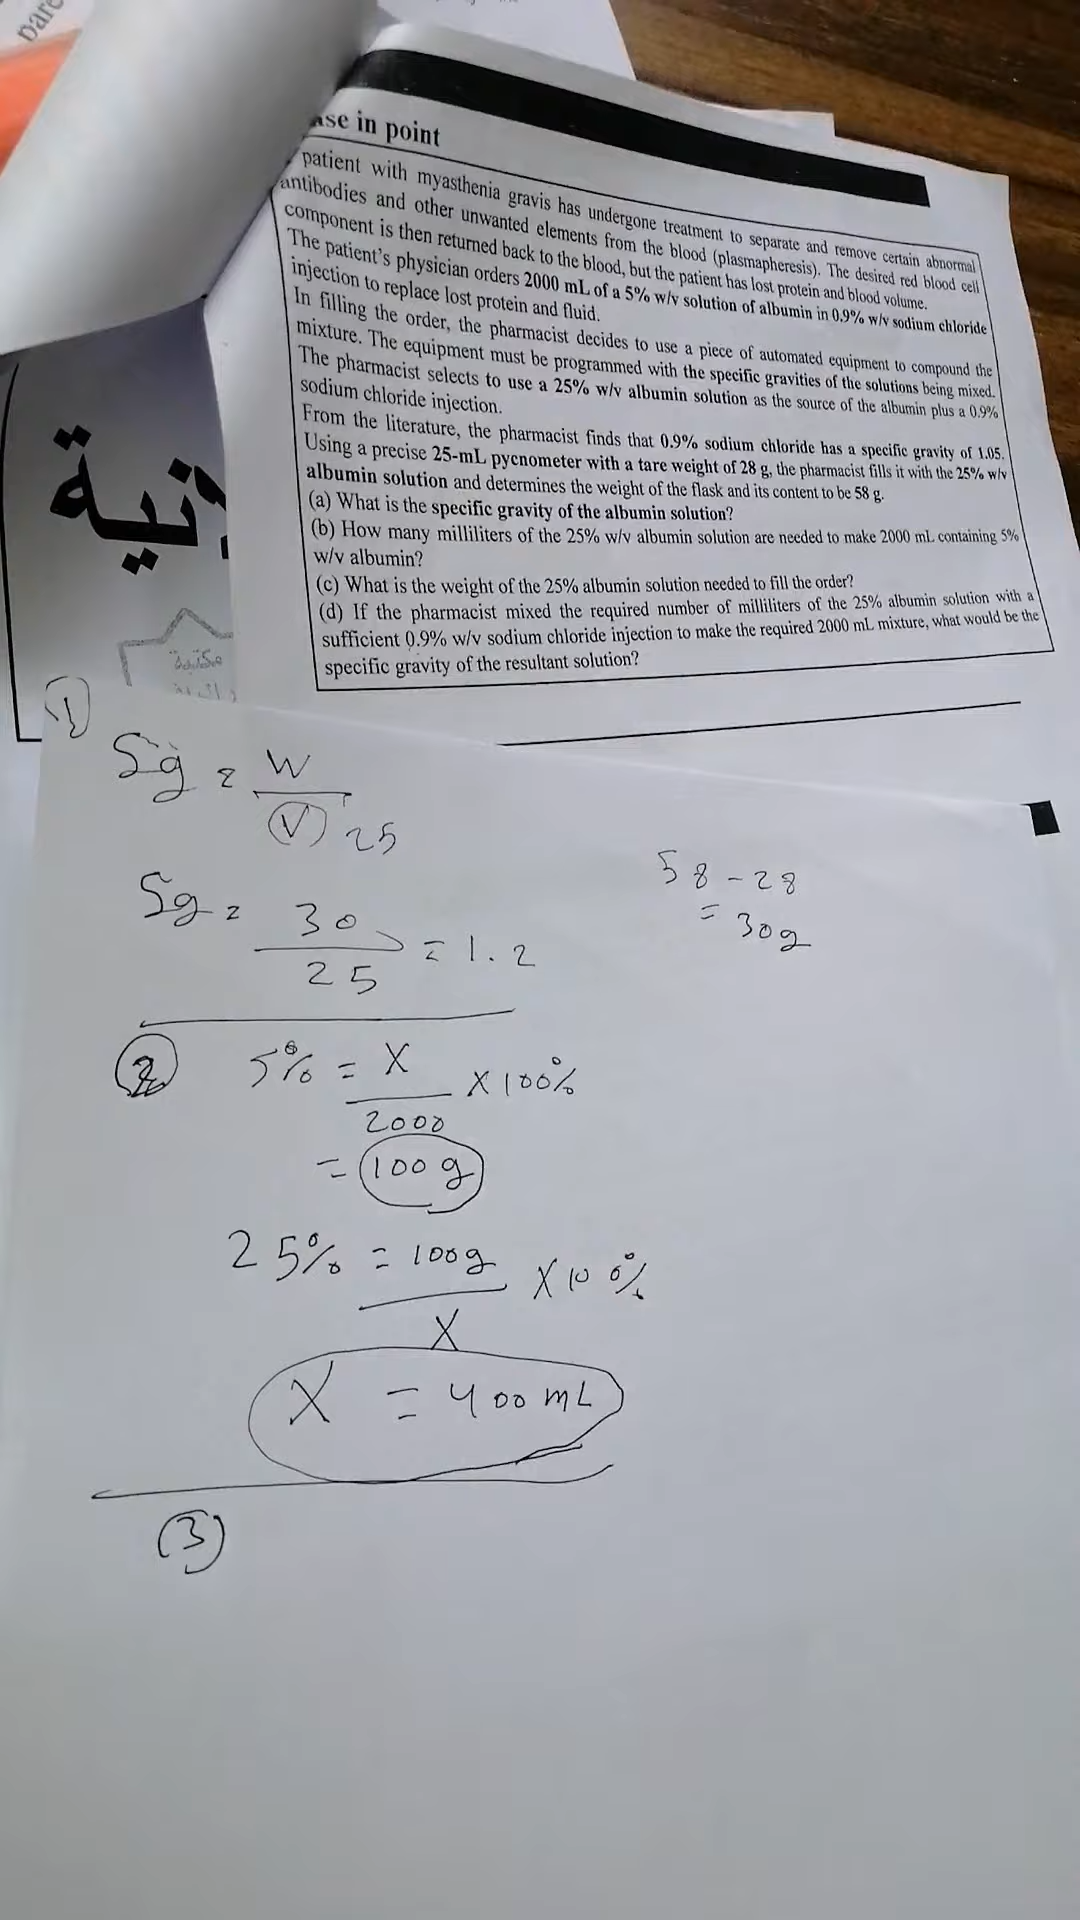 case in point
patient with myasthenia gravis has undergone treatment to separate and remove certain abnormal
antibodies and other unwanted elements from the blood (plasmapheresis). The desired red blood cell
component is then returned back to the blood, but the patient has lost protein and blood volume.
The patient's physician orders 2000 mL of a 5% w/v solution of albumin in 0.9% w/v sodium chloride
injection to replace lost protein and fluid.
In filling the order, the pharmacist decides to use a piece of automated equipment to compound the
mixture. The equipment must be programmed with the specific gravities of the solutions being mixed.
The pharmacist selects to use a 25% w/v albumin solution as the source of the albumin plus a 0.9%
sodium chloride injection.
From the literature, the pharmacist finds that 0.9% sodium chloride has a specific gravity of 1.05.
Using a precise 25-mL pycnometer with a tare weight of 28 g, the pharmacist fills it with the 25% w/v
albumin solution and determines the weight of the flask and its content to be 58 g.
(a) What is the specific gravity of the albumin solution?
(b) How many milliliters of the 25% w/v albumin solution are needed to make 2000 mL containing 5%
w/v albumin?
(c) What is the weight of the 25% albumin solution needed to fill the order?
(d) If the pharmacist mixed the required number of milliliters of the 25% albumin solution with a
sufficient 0.9% w/v sodium chloride injection to make the required 2000 mL mixture, what would be the
specific gravity of the resultant solution?
مكتبة
1
Sg = W
V 25
58 - 28
= 30g
Sg = 30
25 = 1.2
2
5% = X
2000 X 100%
= 100 g
25% = 100g
X X 100%
X = 400 mL
(3)